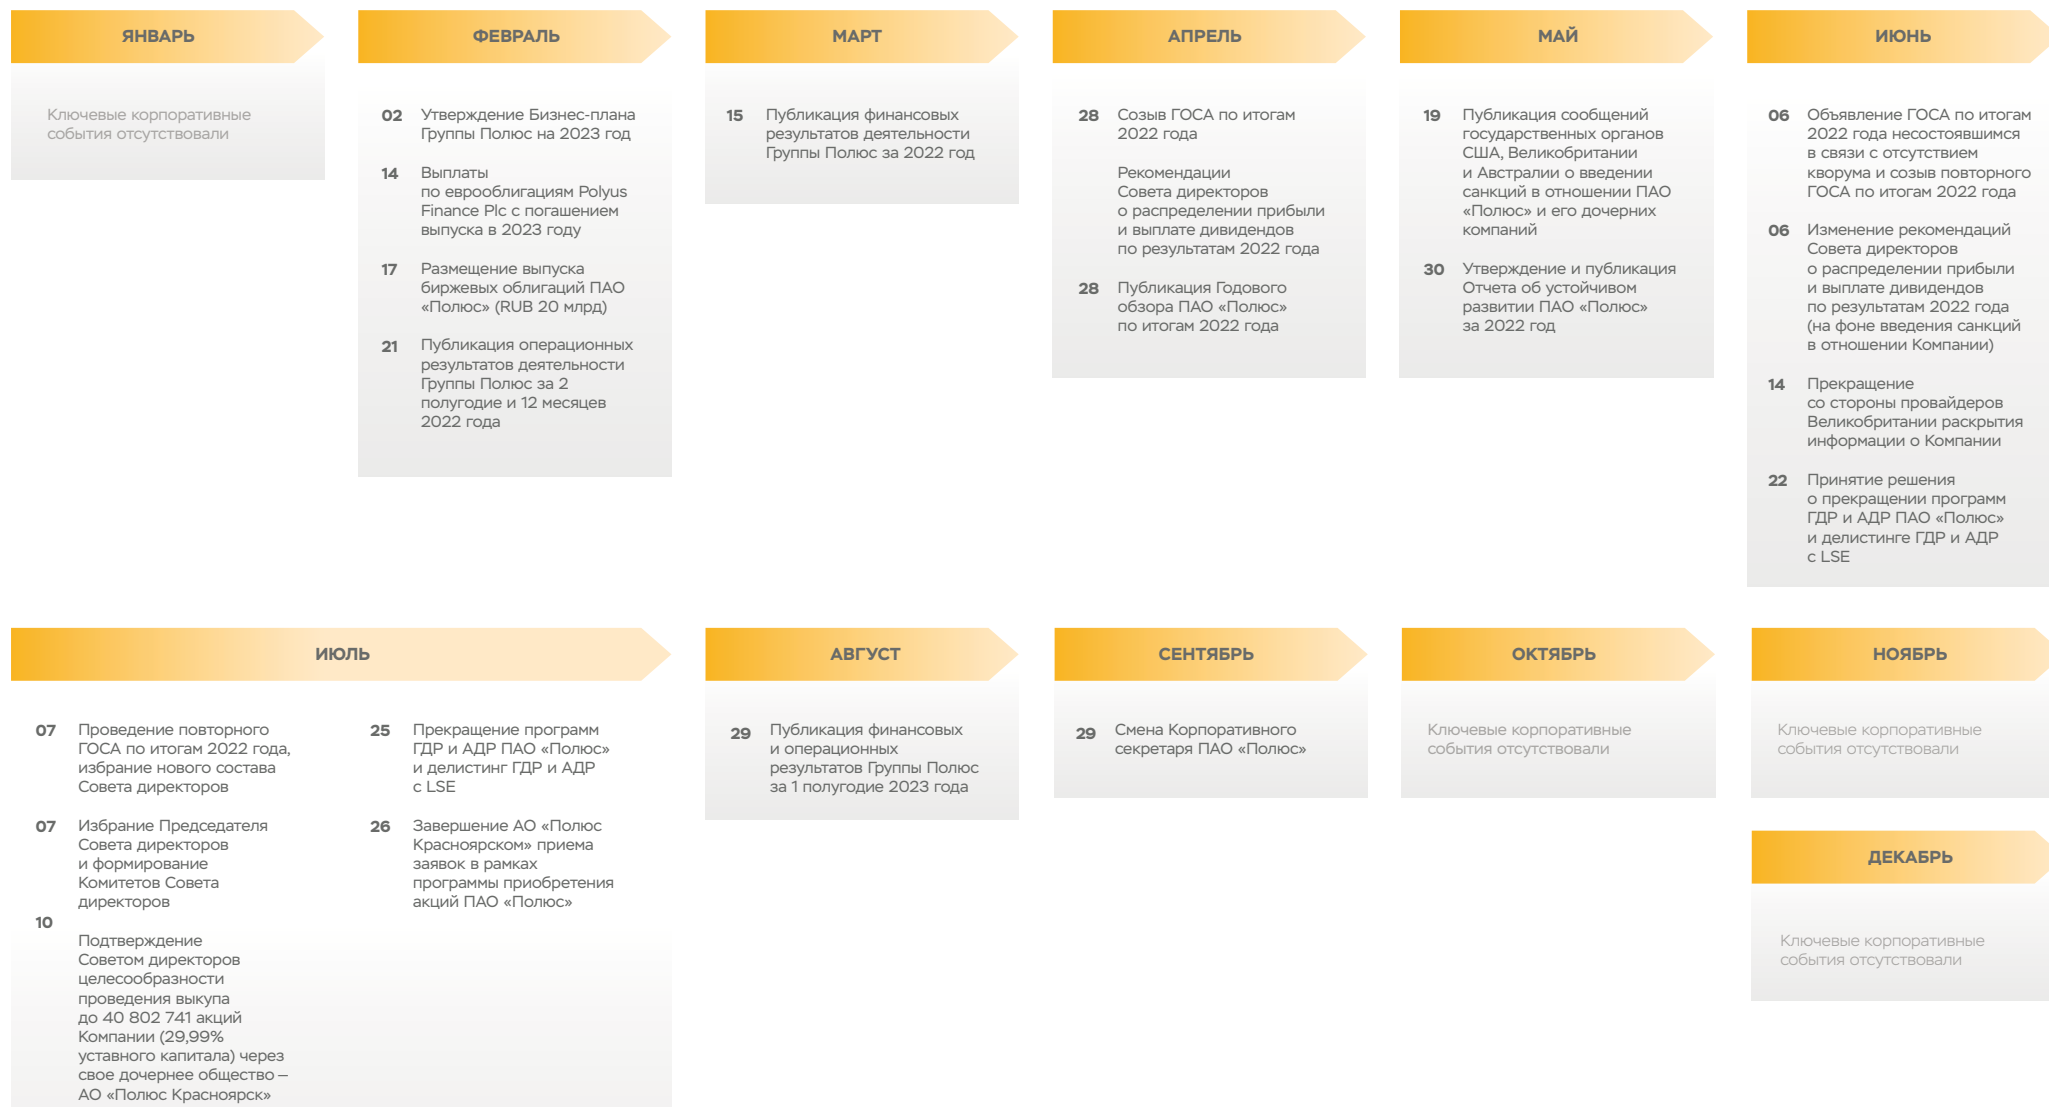 ЯНВАРЬ
Ключевые корпоративные
события отсутствовали
ФЕВРАЛЬ
02 Утверждение Бизнес-плана
Группы Полюс на 2023 год
14 Выплаты
по еврооблигациям Polyus
Finance Plc с погашением
выпуска в 2023 году
17 Размещение выпуска
биржевых облигаций ПАО
«Полюс» (RUB 20 млрд)
21 Публикация операционных
результатов деятельности
Группы Полюс за 2
полугодие и 12 месяцев
2022 года
МАРТ
15 Публикация финансовых
результатов деятельности
Группы Полюс за 2022 год
АПРЕЛЬ
28 Созыв ГОСА по итогам
2022 года
Рекомендации
Совета директоров
о распределении прибыли
и выплате дивидендов
по результатам 2022 года
28 Публикация Годового
обзора ПАО «Полюс»
по итогам 2022 года
МАЙ
19 Публикация сообщений
государственных органов
США, Великобритании
и Австралии о введении
санкций в отношении ПАО
«Полюс» и его дочерних
компаний
30 Утверждение и публикация
Отчета об устойчивом
развитии ПАО «Полюс»
за 2022 год
ИЮНЬ
06 Объявление ГОСА по итогам
2022 года несостоявшимся
в связи с отсутствием
кворума и созыв повторного
ГОСА по итогам 2022 года
06 Изменение рекомендаций
Совета директоров
о распределении прибыли
и выплате дивидендов
по результатам 2022 года
(на фоне введения санкций
в отношении Компании)
14 Прекращение
со стороны провайдеров
Великобритании раскрытия
информации о Компании
22 Принятие решения
о прекращении программ
ГДР и АДР ПАО «Полюс»
и делистинге ГДР и АДР
с LSE
ИЮЛЬ
07 Проведение повторного
ГОСА по итогам 2022 года,
избрание нового состава
Совета директоров
07 Избрание Председателя
Совета директоров
и формирование
Комитетов Совета
директоров
10
Подтверждение
Советом директоров
целесообразности
проведения выкупа
до 40 802 741 акций
Компании (29,99%
уставного капитала) через
свое дочернее общество —
АО «Полюс Красноярск»
25 Прекращение программ
ГДР и АДР ПАО «Полюс»
и делистинг ГДР и АДР
с LSE
26 Завершение АО «Полюс
Красноярском» приема
заявок в рамках
программы приобретения
акций ПАО «Полюс»
АВГУСТ
29 Публикация финансовых
и операционных
результатов Группы Полюс
за 1 полугодие 2023 года
СЕНТЯБРЬ
29 Смена Корпоративного
секретаря ПАО «Полюс»
ОКТЯБРЬ
Ключевые корпоративные
события отсутствовали
НОЯБРЬ
Ключевые корпоративные
события отсутствовали
ДЕКАБРЬ
Ключевые корпоративные
события отсутствовали